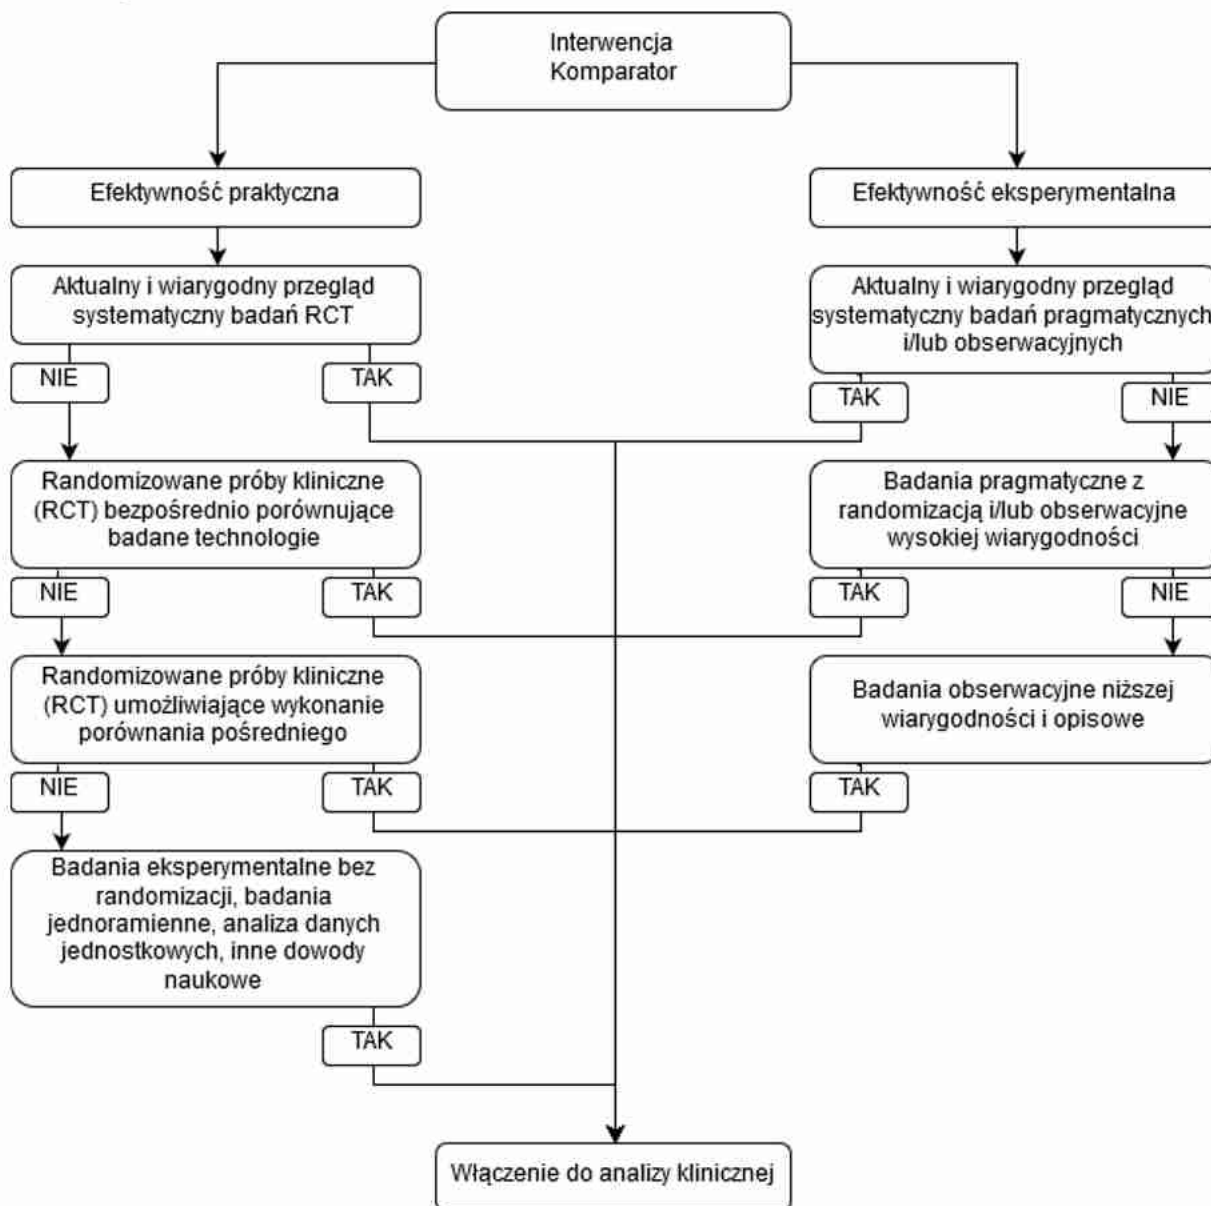 Interwencja
Komparator
Efektywność praktyczna
Efektywność eksperymentalna
Aktualny i wiarygodny przegląd
systematyczny badań RCT
Aktualny i wiarygodny przegląd
systematyczny badań pragmatycznych
i/lub obserwacyjnych
NIE
TAK
TAK
NIE
Randomizowane próby kliniczne
(RCT) bezpośrednio porównujące
badane technologie
Badania pragmatyczne z
randomizacją i/lub obserwacyjne
wysokiej wiarygodności
NIE
TAK
TAK
NIE
Randomizowane próby kliniczne
(RCT) umożliwiające wykonanie
porównania pośredniego
Badania obserwacyjne niższej
wiarygodności i opisowe
NIE
TAK
TAK
Badania eksperymentalne bez
randomizacji, badania
jednoramienne, analiza danych
jednostkowych, inne dowody
naukowe
TAK
Włączenie do analizy klinicznej